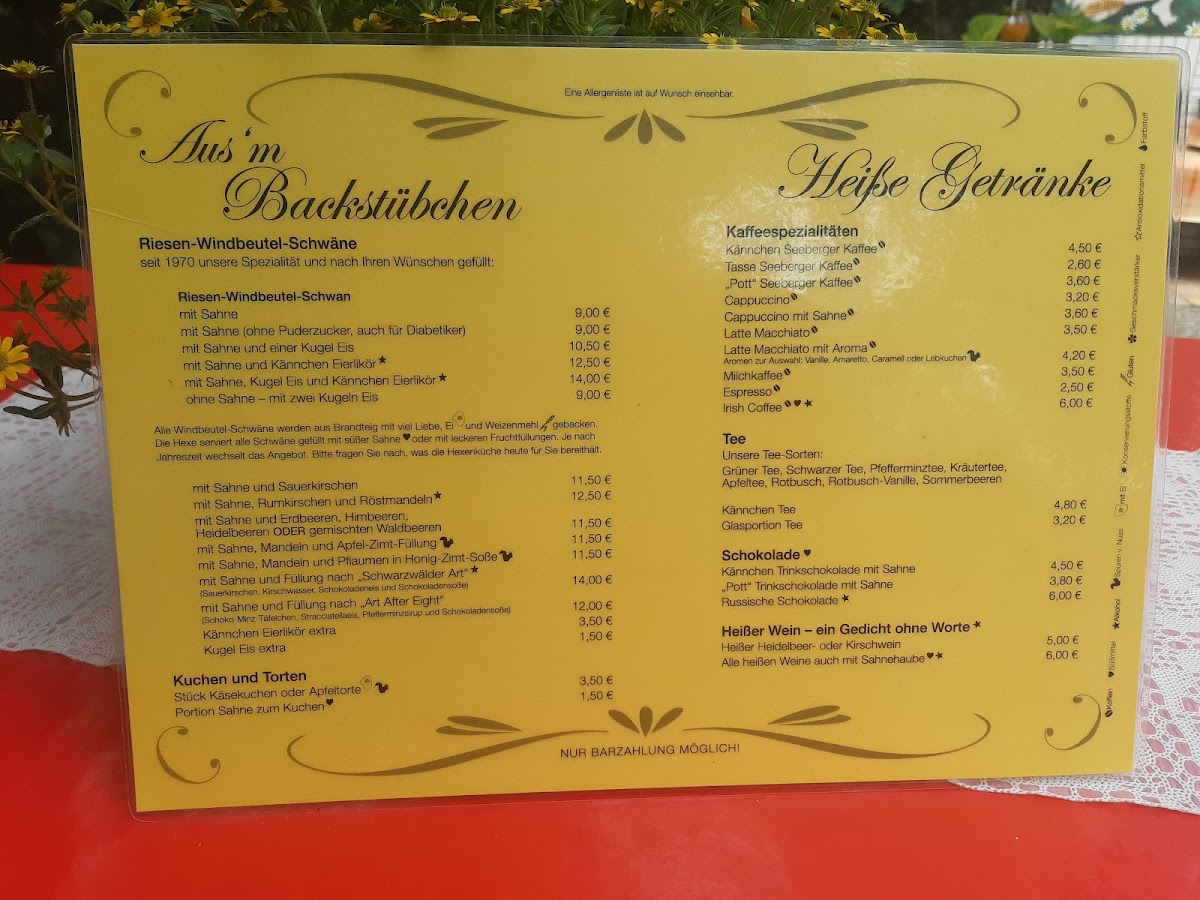 Eine Allergenliste ist auf Wunsch einsehbar.
Aus'm
Backstübchen
Riesen-Windbeutel-Schwäne
seit 1970 unsere Spezialität und nach Ihren Wünschen gefüllt:
Riesen-Windbeutel-Schwan
mit Sahne 9,00 €
mit Sahne (ohne Puderzucker, auch für Diabetiker) 9,00 €
mit Sahne und einer Kugel Eis 10,50 €
mit Sahne und Kännchen Eierlikör 12,50 €
mit Sahne, Kugel Eis und Kännchen Eierlikör 14,00 €
ohne Sahne – mit zwei Kugeln Eis 9,00 €
Alle Windbeutel-Schwäne werden aus Brandteig mit viel Liebe, Ei und Weizenmehl gebacken.
Die Hexe serviert alle Schwäne gefüllt mit süßer Sahne oder mit leckeren Fruchtfüllungen. Je nach
Jahreszeit wechselt das Angebot. Bitte fragen Sie nach, was die Hexenküche heute für Sie bereithält.
mit Sahne und Sauerkirschen 11,50 €
mit Sahne, Rumkirschen und Röstmandeln 12,50 €
mit Sahne und Erdbeeren, Himbeeren,
Heidelbeeren ODER gemischten Waldbeeren 11,50 €
mit Sahne, Mandeln und Apfel-Zimt-Füllung 11,50 €
mit Sahne, Mandeln und Pflaumen in Honig-Zimt-Soße 11,50 €
mit Sahne und Füllung nach „Schwarzwälder Art“ 14,00 €
(Sauerkirschen, Kirschwasser, Schokoladeneis und Schokoladensoße)
mit Sahne und Füllung nach „Art After Eight“ 12,00 €
(Schoko-Minz-Täfelchen, Stracciatellaeis, Pfefferminzsirup und Schokoladensoße)
Kännchen Eierlikör extra 3,50 €
Kugel Eis extra 1,50 €
Kuchen und Torten
Stück Käsekuchen oder Apfeltorte 3,50 €
Portion Sahne zum Kuchen 1,50 €
Heiße Getränke
Kaffeespezialitäten
Kännchen Seeberger Kaffee 4,50 €
Tasse Seeberger Kaffee 2,60 €
„Pott“ Seeberger Kaffee 3,60 €
Cappuccino 3,20 €
Cappuccino mit Sahne 3,60 €
Latte Macchiato 3,50 €
Latte Macchiato mit Aroma 4,20 €
Aromen zur Auswahl: Vanille, Amaretto, Caramell oder Lebkuchen
Milchkaffee 3,50 €
Espresso 2,50 €
Irish Coffee 6,00 €
Tee
Unsere Tee-Sorten:
Grüner Tee, Schwarzer Tee, Pfefferminztee, Kräutertee,
Apfeltee, Rotbusch, Rotbusch-Vanille, Sommerbeeren
Kännchen Tee 4,80 €
Glasportion Tee 3,20 €
Schokolade
Kännchen Trinkschokolade mit Sahne 4,50 €
„Pott“ Trinkschokolade mit Sahne 3,80 €
Russische Schokolade 6,00 €
Heißer Wein – ein Gedicht ohne Worte
Heißer Heidelbeer- oder Kirschwein 5,00 €
Alle heißen Weine auch mit Sahnehaube 6,00 €
Koffein Süßmittel Alkohol Spuren v. Nuss mit Ei Konservierungsstoffe Gluten Geschmacksverstärker Antioxidationsmittel Farbstoff
NUR BARZAHLUNG MÖGLICH!